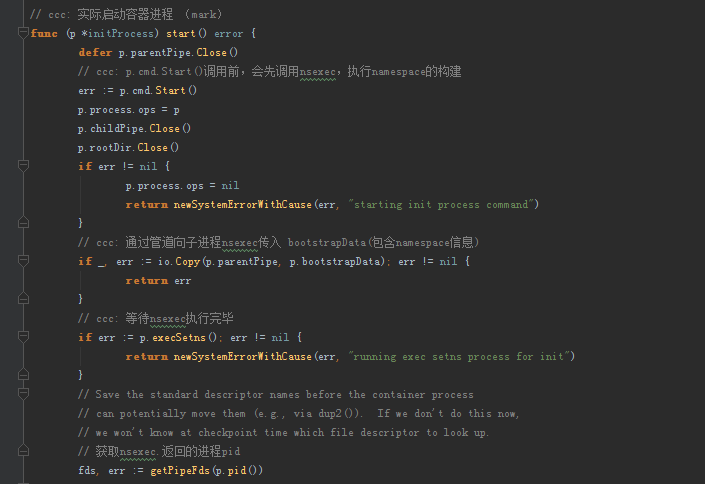 // ccc: 实际启动容器进程 （mark）
func (p *initProcess) start() error {
defer p.parentPipe.Close()
// ccc: p.cmd.Start()调用前，会先调用nsexec，执行namespace的构建
err := p.cmd.Start()
p.process.ops = p
p.childPipe.Close()
p.rootDir.Close()
if err != nil {
p.process.ops = nil
return newSystemErrorWithCause(err, "starting init process command")
}
// ccc: 通过管道向子进程nsexec传入 bootstrapData(包含namespace信息)
if _, err := io.Copy(p.parentPipe, p.bootstrapData); err != nil {
return err
}
// ccc: 等待nsexec执行完毕
if err := p.execSetns(); err != nil {
return newSystemErrorWithCause(err, "running exec setns process for init")
}
// Save the standard descriptor names before the container process
// can potentially move them (e.g., via dup2()).  If we don't do this now,
// we won't know at checkpoint time which file descriptor to look up.
// 获取nsexec.返回的进程pid
fds, err := getPipeFds(p.pid())